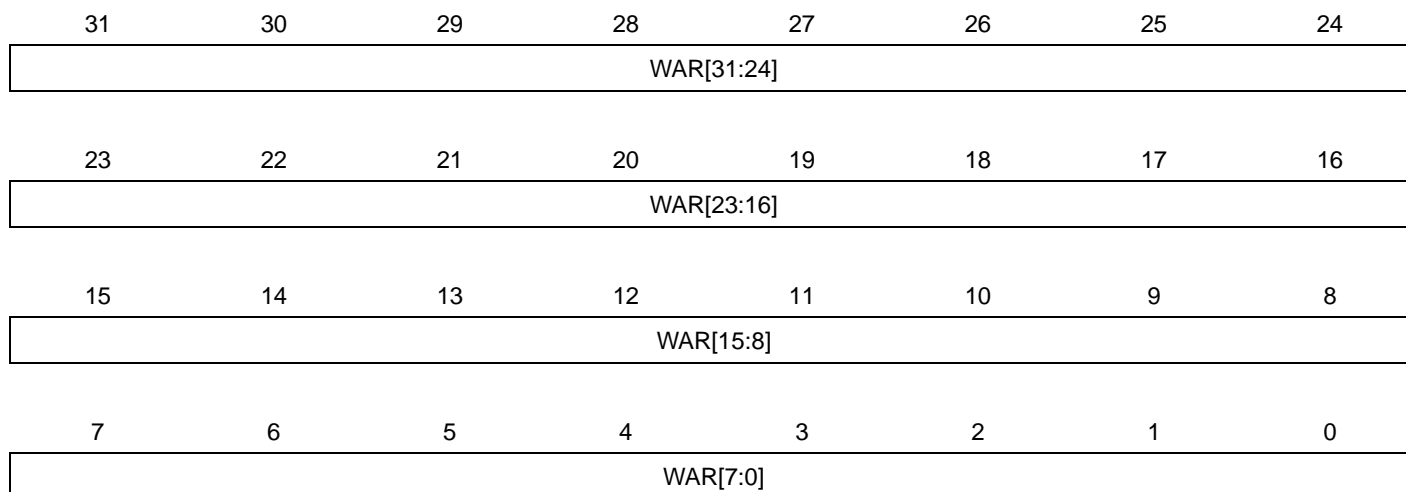 31 30 29 28 27 26 25 24
WAR[31:24]
23 22 21 20 19 18 17 16
WAR[23:16]
15 14 13 12 11 10 9 8
WAR[15:8]
7 6 5 4 3 2 1 0
WAR[7:0]